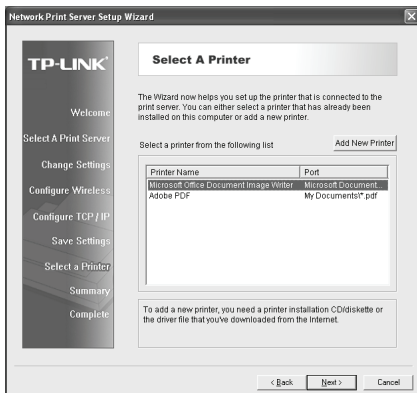 Network Print Server Setup Wizard
TP-LINK
Welcome
Select A Print Server
Change Settings
Configure Wireless
Configure TCP / IP
Save Settings
Select a Printer
Summary
Complete
Select A Printer
The Wizard now helps you set up the printer that is connected to the
print server. You can either select a printer that has already been
installed on this computer or add a new printer.
Select a printer from the following list
Add New Printer
Printer Name Port
Microsoft Office Document Image Writer Microsoft Document...
Adobe PDF My Documents\*.pdf
To add a new printer, you need a printer installation CD/diskette or
the driver file that you've downloaded from the Internet.
< Back
Next >
Cancel